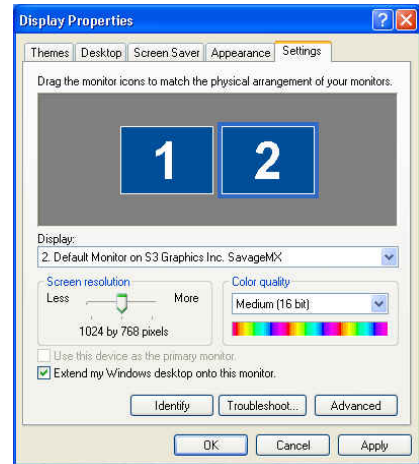 Display Properties
Themes Desktop Screen Saver Appearance Settings
Drag the monitor icons to match the physical arrangement of your monitors.
1 2
Display:
2. Default Monitor on S3 Graphics Inc. SavageMX
Screen resolution
Less More
1024 by 768 pixels
Color quality
Medium (16 bit)
Use this device as the primary monitor.
Extend my Windows desktop onto this monitor.
Identify Troubleshoot... Advanced
OK Cancel Apply